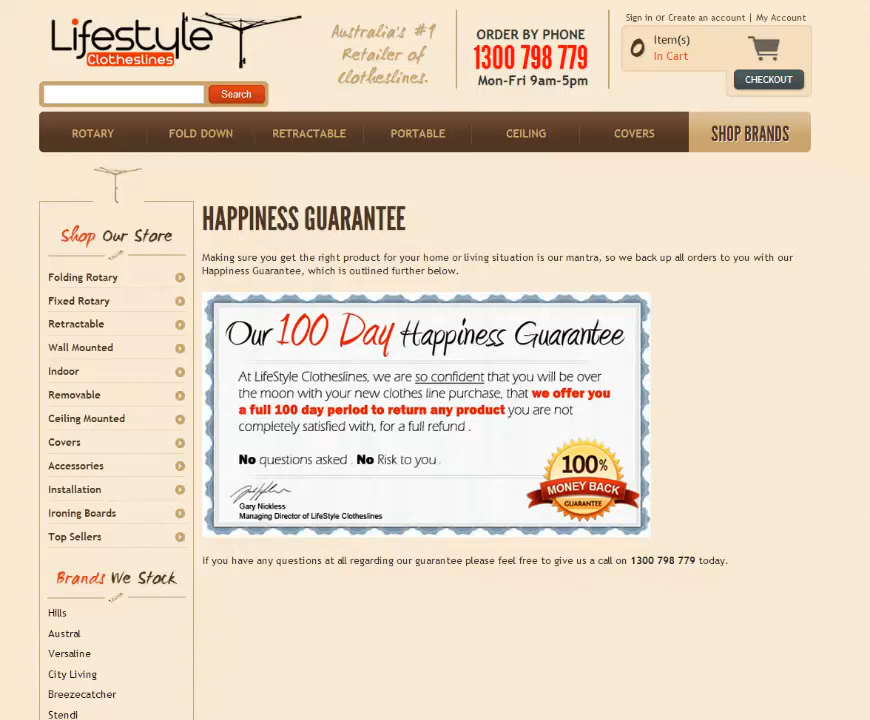 Lifestyle
Clotheslines
Australia's #1
Retailer of
clotheslines.
ORDER BY PHONE
1300 798 779
Mon-Fri 9am-5pm
Sign in or Create an account | My Account
0 Item(s)
In Cart
CHECKOUT
Search
ROTARY
FOLD DOWN
RETRACTABLE
PORTABLE
CEILING
COVERS
SHOP BRANDS
Shop Our Store
Folding Rotary
Fixed Rotary
Retractable
Wall Mounted
Indoor
Removable
Ceiling Mounted
Covers
Accessories
Installation
Ironing Boards
Top Sellers
Brands We Stock
Hills
Austral
Versaline
City Living
Breezecatcher
Stendi
HAPPINESS GUARANTEE
Making sure you get the right product for your home or living situation is our mantra, so we back up all orders to you with our
Happiness Guarantee, which is outlined further below.
Our 100 Day Happiness Guarantee
At LifeStyle Clotheslines, we are so confident that you will be over
the moon with your new clothes line purchase, that we offer you
a full 100 day period to return any product you are not
completely satisfied with, for a full refund .
No questions asked . No Risk to you .
Gary Nickless
Managing Director of LifeStyle Clotheslines
100%
MONEY BACK
GUARANTEE
If you have any questions at all regarding our guarantee please feel free to give us a call on 1300 798 779 today.